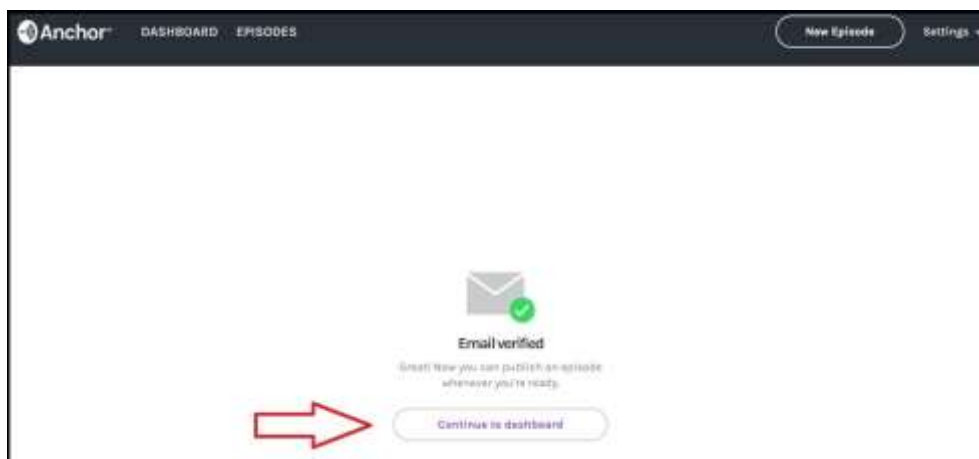 Anchor
DASHBOARD EPISODES
New Episode
Settings
Email verified
Great! Now you can publish an episode
whenever you're ready.
Continue to dashboard